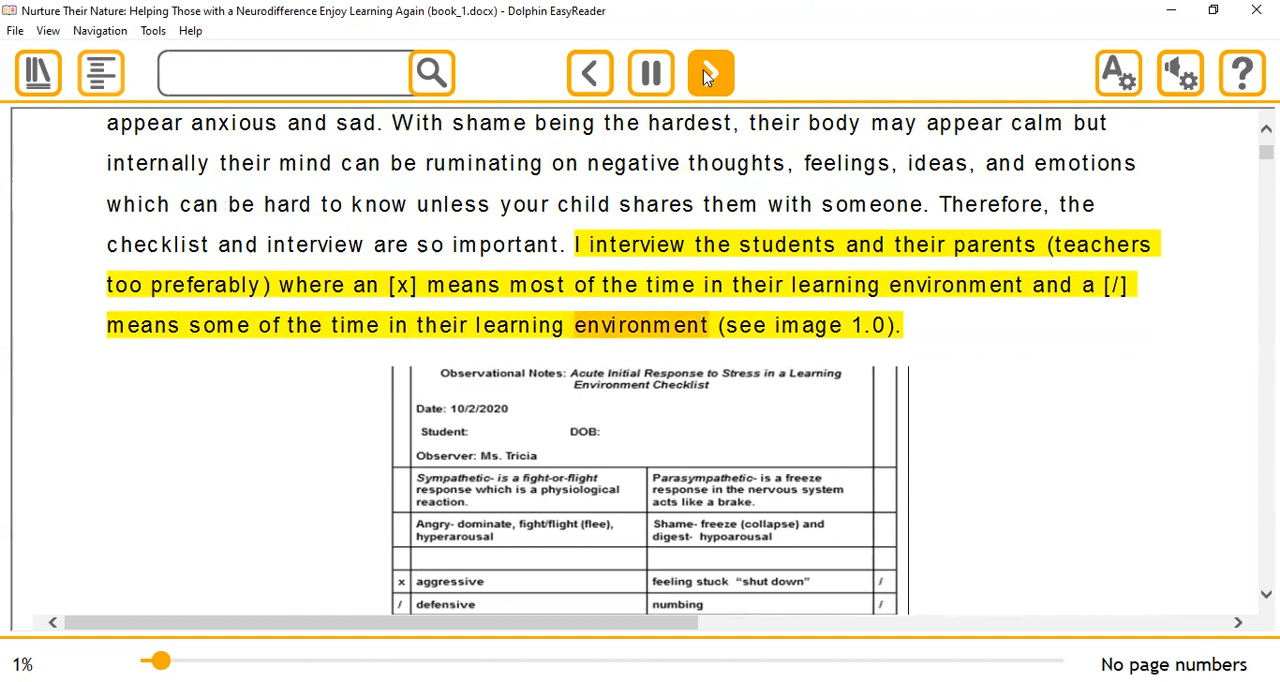 Nurture Their Nature: Helping Those with a Neurodifference Enjoy Learning Again (book_1.docx) - Dolphin EasyReader
File View Navigation Tools Help
appear anxious and sad. With shame being the hardest, their body may appear calm but
internally their mind can be ruminating on negative thoughts, feelings, ideas, and emotions
which can be hard to know unless your child shares them with someone. Therefore, the
checklist and interview are so important. I interview the students and their parents (teachers
too preferably) where an [x] means most of the time in their learning environment and a [/]
means some of the time in their learning environment (see image 1.0).
Observational Notes: Acute Initial Response to Stress in a Learning
Environment Checklist
Date: 10/2/2020
Student: DOB:
Observer: Ms. Tricia
Sympathetic- is a fight-or-flight
response which is a physiological
reaction.
Parasympathetic- is a freeze
response in the nervous system
acts like a brake.
Angry- dominate, fight/flight (flee),
hyperarousal
Shame- freeze (collapse) and
digest- hypoarousal
x aggressive feeling stuck "shut down" /
/ defensive numbing /
1% No page numbers